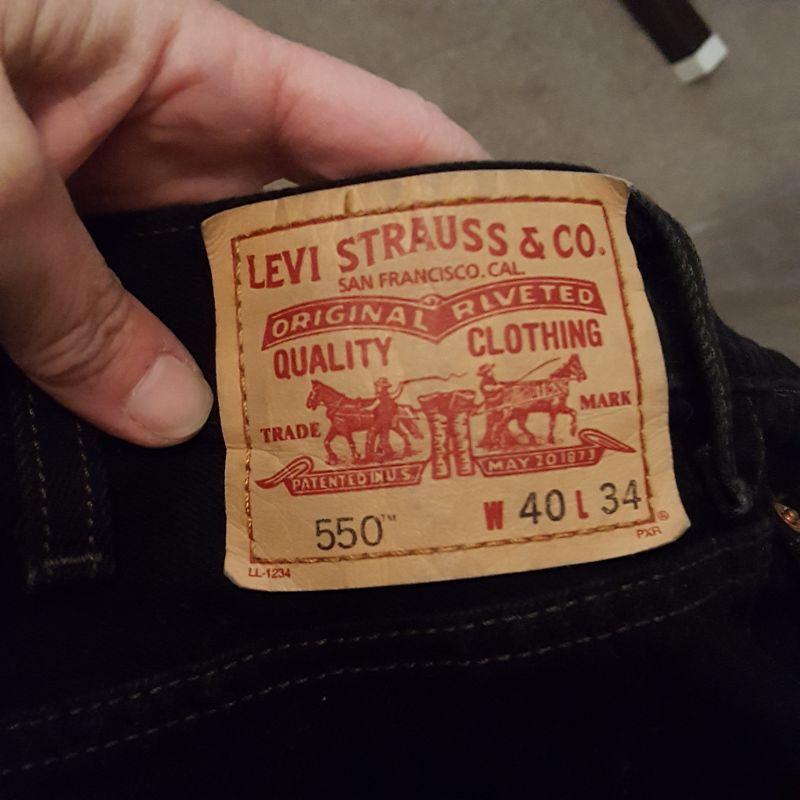 LEVI STRAUSS & CO.
SAN FRANCISCO. CAL.
ORIGINAL RIVETED
QUALITY CLOTHING
TRADE MARK
PATENTED IN U.S. MAY 20 1873
550™ W 40 L 34
LL-1234 PXR ®